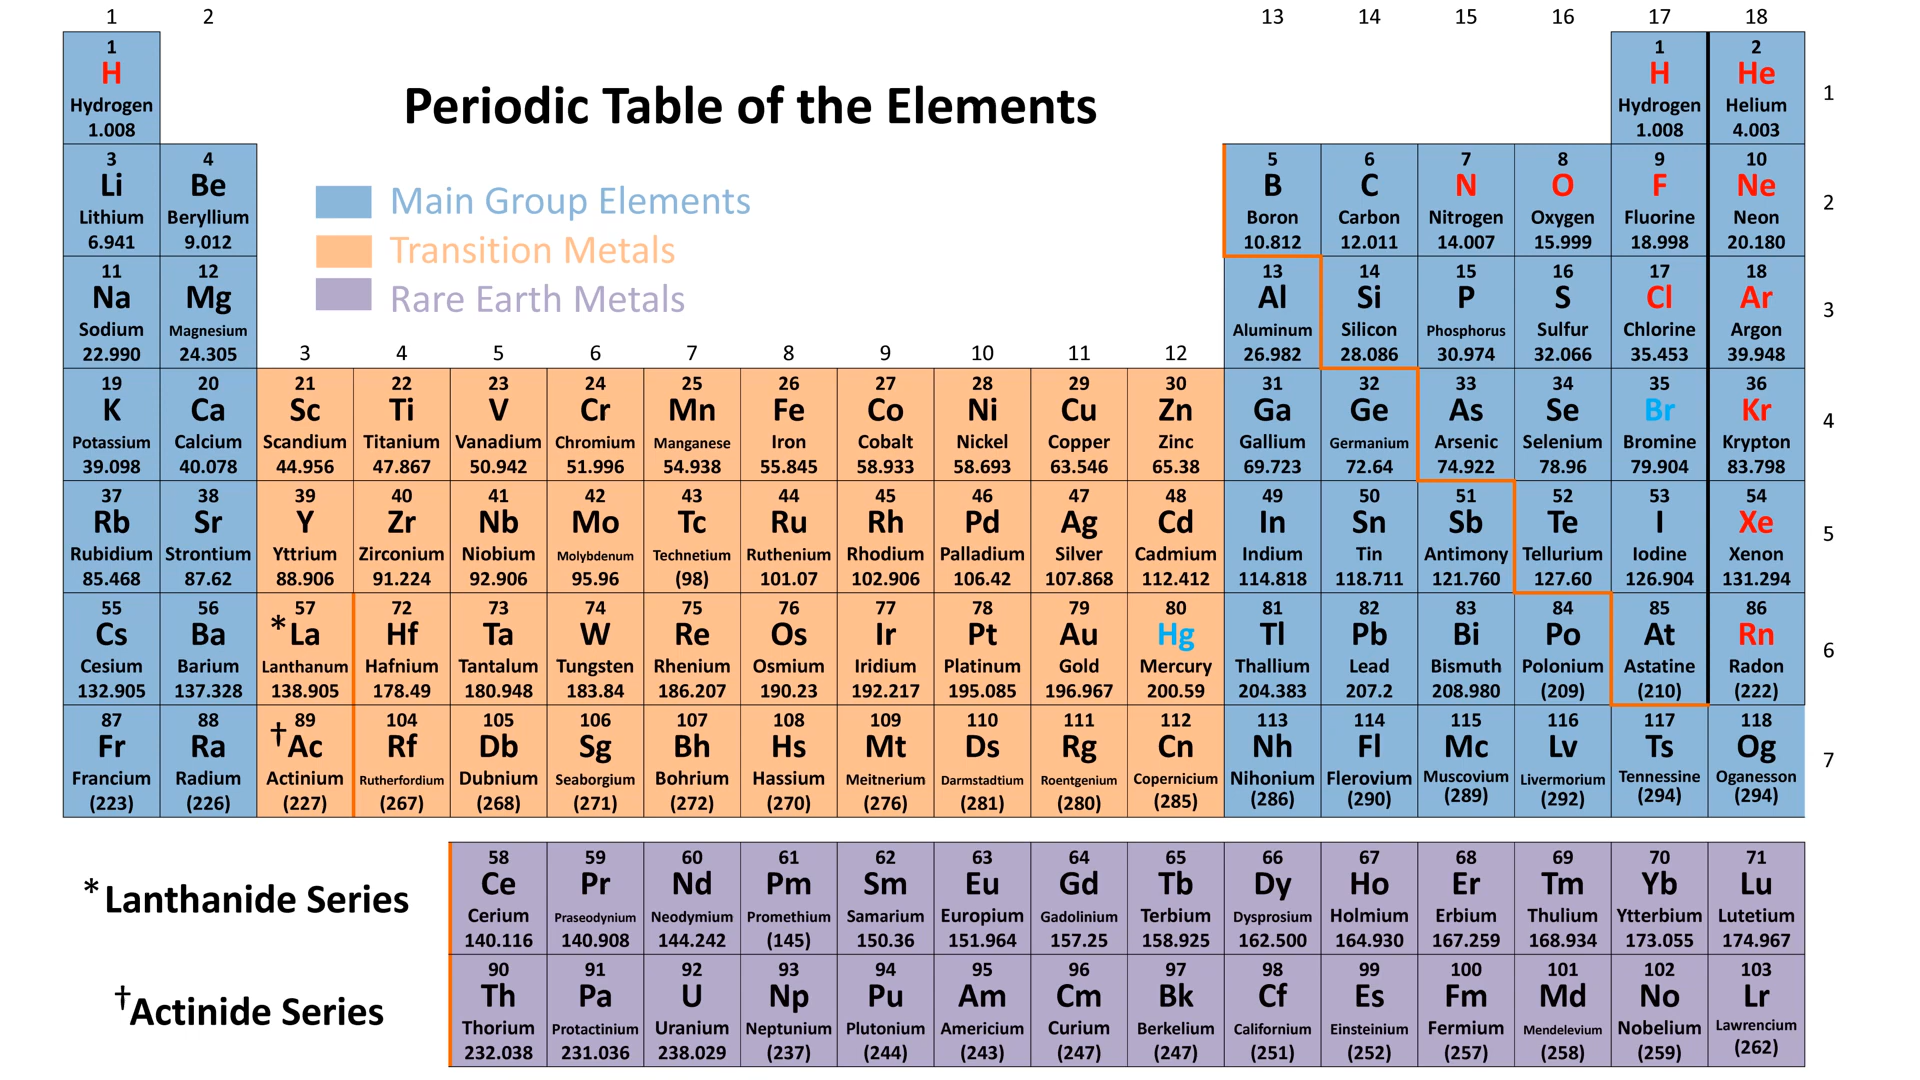 1 2 13 14 15 16 17 18
1 1 2
H H He
Hydrogen Hydrogen Helium
1.008 1.008 4.003
1
Periodic Table of the Elements
3 4 5 6 7 8 9 10
Li Be B C N O F Ne
Lithium Beryllium Boron Carbon Nitrogen Oxygen Fluorine Neon
6.941 9.012 10.812 12.011 14.007 15.999 18.998 20.180
2
Main Group Elements
Transition Metals
Rare Earth Metals
11 12 13 14 15 16 17 18
Na Mg Al Si P S Cl Ar
Sodium Magnesium Aluminum Silicon Phosphorus Sulfur Chlorine Argon
22.990 24.305 26.982 28.086 30.974 32.066 35.453 39.948
3
3 4 5 6 7 8 9 10 11 12
19 20 21 22 23 24 25 26 27 28 29 30 31 32 33 34 35 36
K Ca Sc Ti V Cr Mn Fe Co Ni Cu Zn Ga Ge As Se Br Kr
Potassium Calcium Scandium Titanium Vanadium Chromium Manganese Iron Cobalt Nickel Copper Zinc Gallium Germanium Arsenic Selenium Bromine Krypton
39.098 40.078 44.956 47.867 50.942 51.996 54.938 55.845 58.933 58.693 63.546 65.38 69.723 72.64 74.922 78.96 79.904 83.798
4
37 38 39 40 41 42 43 44 45 46 47 48 49 50 51 52 53 54
Rb Sr Y Zr Nb Mo Tc Ru Rh Pd Ag Cd In Sn Sb Te I Xe
Rubidium Strontium Yttrium Zirconium Niobium Molybdenum Technetium Ruthenium Rhodium Palladium Silver Cadmium Indium Tin Antimony Tellurium Iodine Xenon
85.468 87.62 88.906 91.224 92.906 95.96 (98) 101.07 102.906 106.42 107.868 112.412 114.818 118.711 121.760 127.60 126.904 131.294
5
55 56 57 72 73 74 75 76 77 78 79 80 81 82 83 84 85 86
Cs Ba *La Hf Ta W Re Os Ir Pt Au Hg Tl Pb Bi Po At Rn
Cesium Barium Lanthanum Hafnium Tantalum Tungsten Rhenium Osmium Iridium Platinum Gold Mercury Thallium Lead Bismuth Polonium Astatine Radon
132.905 137.328 138.905 178.49 180.948 183.84 186.207 190.23 192.217 195.085 196.967 200.59 204.383 207.2 208.980 (209) (210) (222)
6
87 88 89 104 105 106 107 108 109 110 111 112 113 114 115 116 117 118
Fr Ra †Ac Rf Db Sg Bh Hs Mt Ds Rg Cn Nh Fl Mc Lv Ts Og
Francium Radium Actinium Rutherfordium Dubnium Seaborgium Bohrium Hassium Meitnerium Darmstadtium Roentgenium Copernicium Nihonium Flerovium Muscovium Livermorium Tennessine Oganesson
(223) (226) (227) (267) (268) (271) (272) (270) (276) (281) (280) (285) (286) (290) (289) (292) (294) (294)
7
*Lanthanide Series
58 59 60 61 62 63 64 65 66 67 68 69 70 71
Ce Pr Nd Pm Sm Eu Gd Tb Dy Ho Er Tm Yb Lu
Cerium Praseodynium Neodymium Promethium Samarium Europium Gadolinium Terbium Dysprosium Holmium Erbium Thulium Ytterbium Lutetium
140.116 140.908 144.242 (145) 150.36 151.964 157.25 158.925 162.500 164.930 167.259 168.934 173.055 174.967
†Actinide Series
90 91 92 93 94 95 96 97 98 99 100 101 102 103
Th Pa U Np Pu Am Cm Bk Cf Es Fm Md No Lr
Thorium Protactinium Uranium Neptunium Plutonium Americium Curium Berkelium Californium Einsteinium Fermium Mendelevium Nobelium Lawrencium
232.038 231.036 238.029 (237) (244) (243) (247) (247) (251) (252) (257) (258) (259) (262)